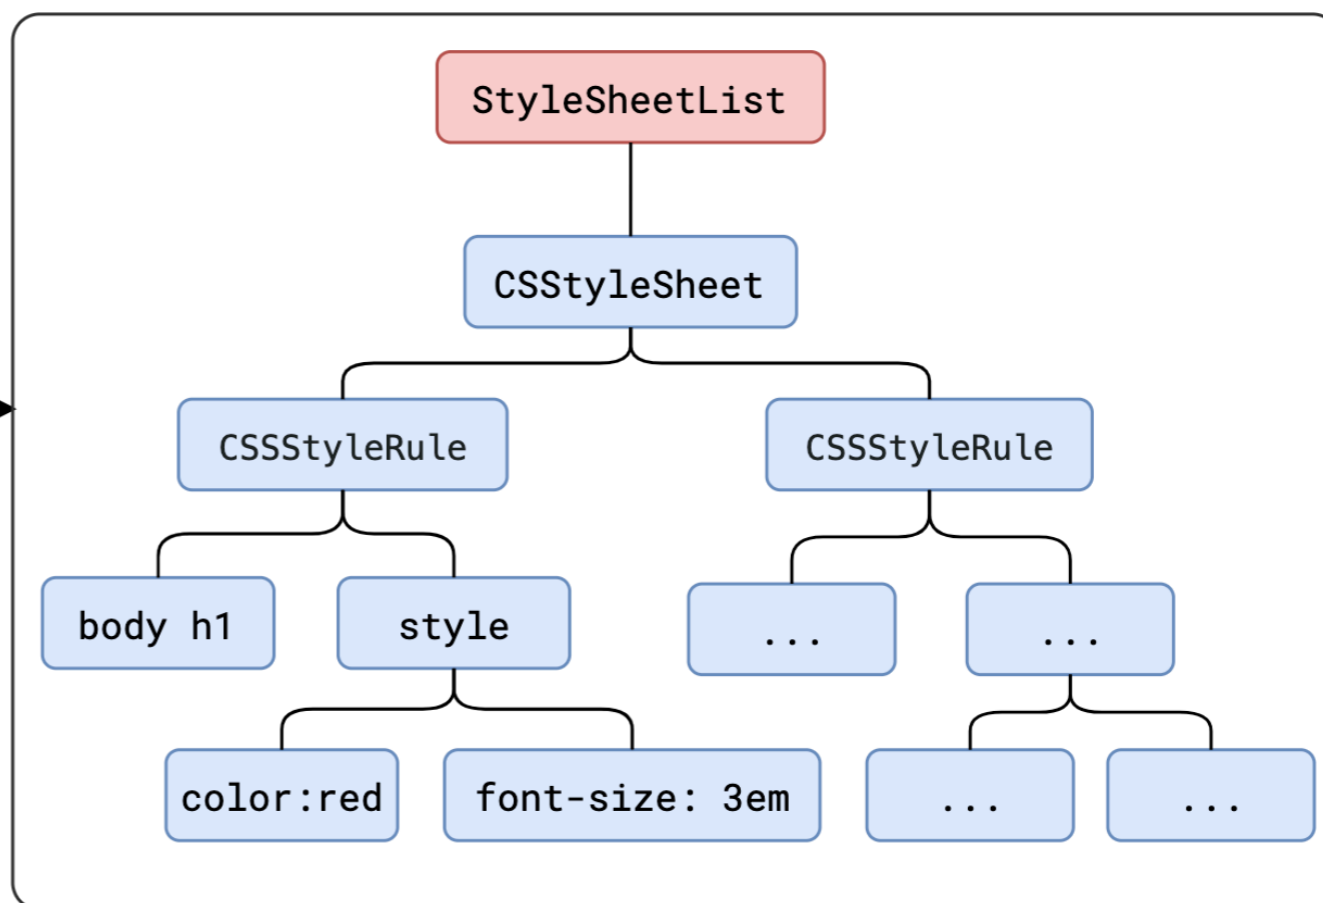 StyleSheetList
CSStyleSheet
CSSStyleRule
CSSStyleRule
body h1
style
...
...
color:red
font-size: 3em
...
...